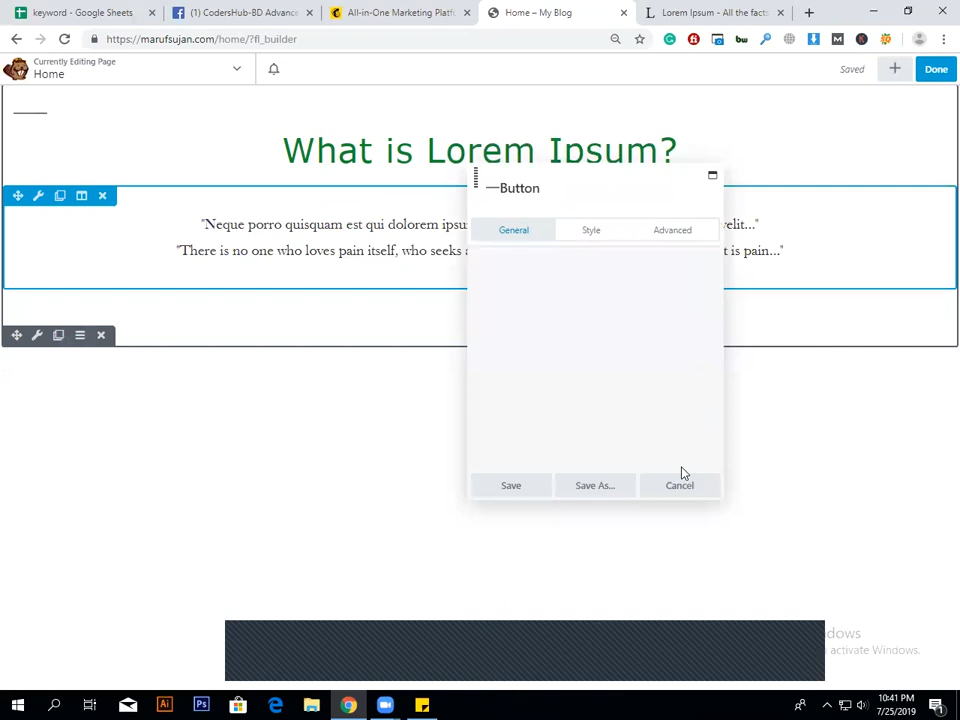 keyword - Google Sheets
(1) CodersHub-BD Advance
All-in-One Marketing Platf
Home – My Blog
Lorem Ipsum - All the facts
https://marufsujan.com/home/?fl_builder
Currently Editing Page
Home
Saved
Done
What is Lorem Ipsum?
—Button
"Neque porro quisquam est qui dolorem ipsu
velit..."
General
Style
Advanced
"There is no one who loves pain itself, who seeks a
t is pain..."
Save
Save As...
Cancel
dows
activate Windows.
10:41 PM
7/25/2019